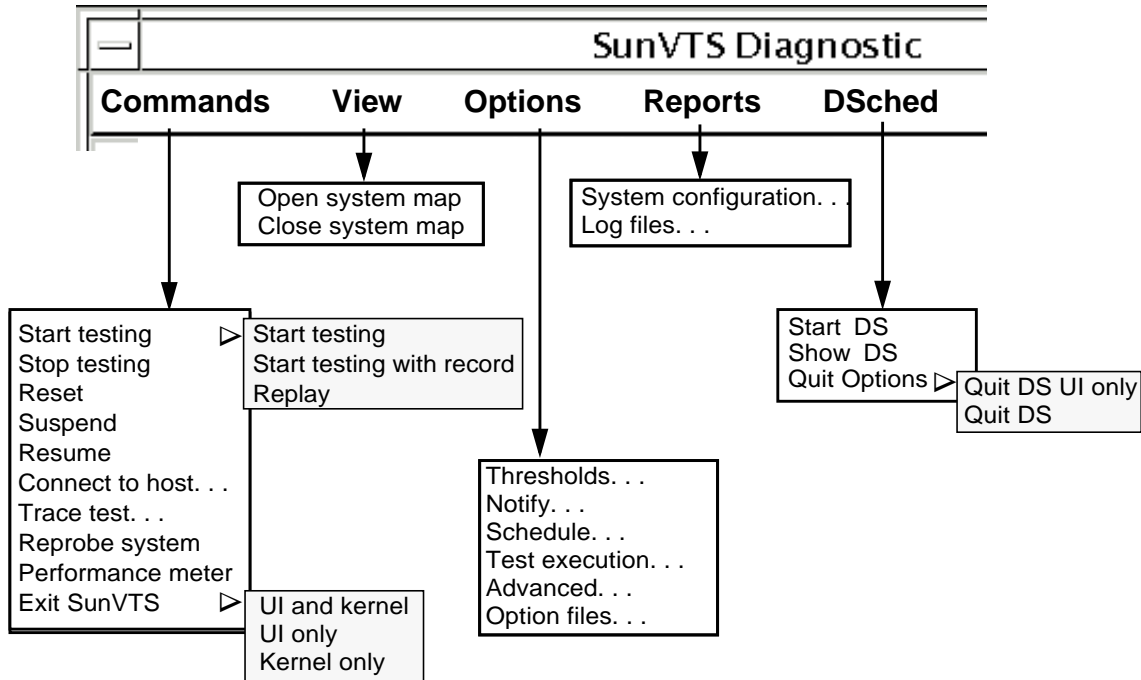 SunVTS Diagnostic
Commands View Options Reports DSched
Open system map
Close system map
System configuration. . .
Log files. . .
Start testing
Stop testing
Reset
Suspend
Resume
Connect to host. . .
Trace test. . .
Reprobe system
Performance meter
Exit SunVTS
Start testing
Start testing with record
Replay
UI and kernel
UI only
Kernel only
Thresholds. . .
Notify. . .
Schedule. . .
Test execution. . .
Advanced. . .
Option files. . .
Start DS
Show DS
Quit Options
Quit DS UI only
Quit DS